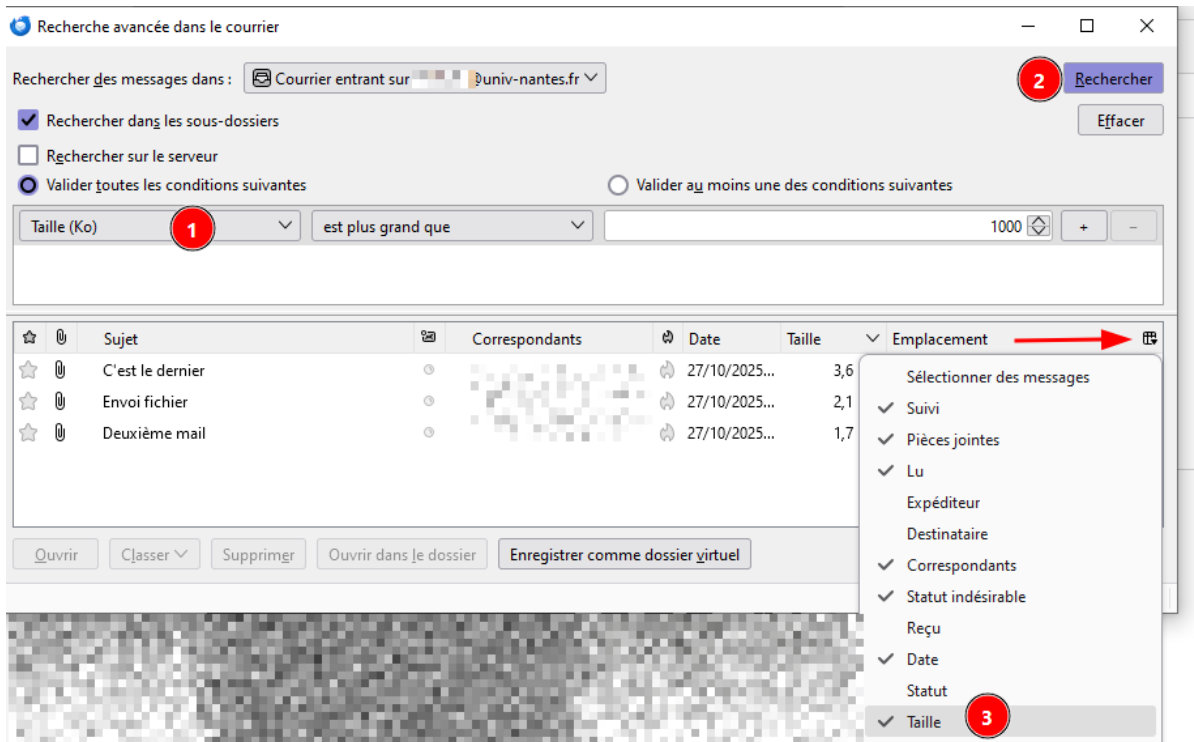 Recherche avancée dans le courrier
Rechercher des messages dans : Courrier entrant sur @univ-nantes.fr
2
Rechercher
Rechercher dans les sous-dossiers
Effacer
Rechercher sur le serveur
Valider toutes les conditions suivantes
Valider au moins une des conditions suivantes
Taille (Ko)
1
est plus grand que
1000
+
-
Sujet Correspondants Date Taille Emplacement
C'est le dernier 27/10/2025... 3,6
Envoi fichier 27/10/2025... 2,1
Deuxième mail 27/10/2025... 1,7
Sélectionner des messages
Suivi
Pièces jointes
Lu
Expéditeur
Destinataire
Correspondants
Statut indésirable
Reçu
Date
Statut
Taille
3
Ouvrir Classer Supprimer Ouvrir dans le dossier Enregistrer comme dossier virtuel